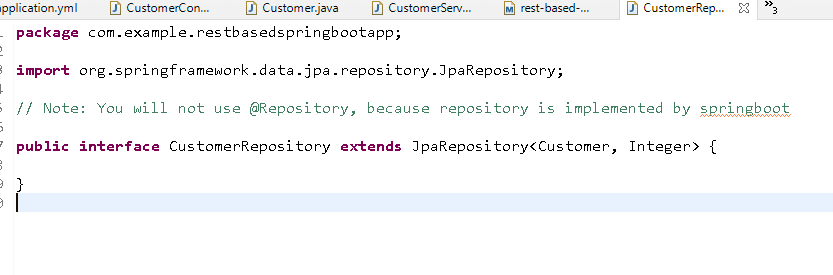 application.yml CustomerCon... Customer.java CustomerServ... rest-based-... CustomerRep... »3
package com.example.restbasedspringbootapp;
import org.springframework.data.jpa.repository.JpaRepository;
// Note: You will not use @Repository, because repository is implemented by springboot
public interface CustomerRepository extends JpaRepository<Customer, Integer> {
}